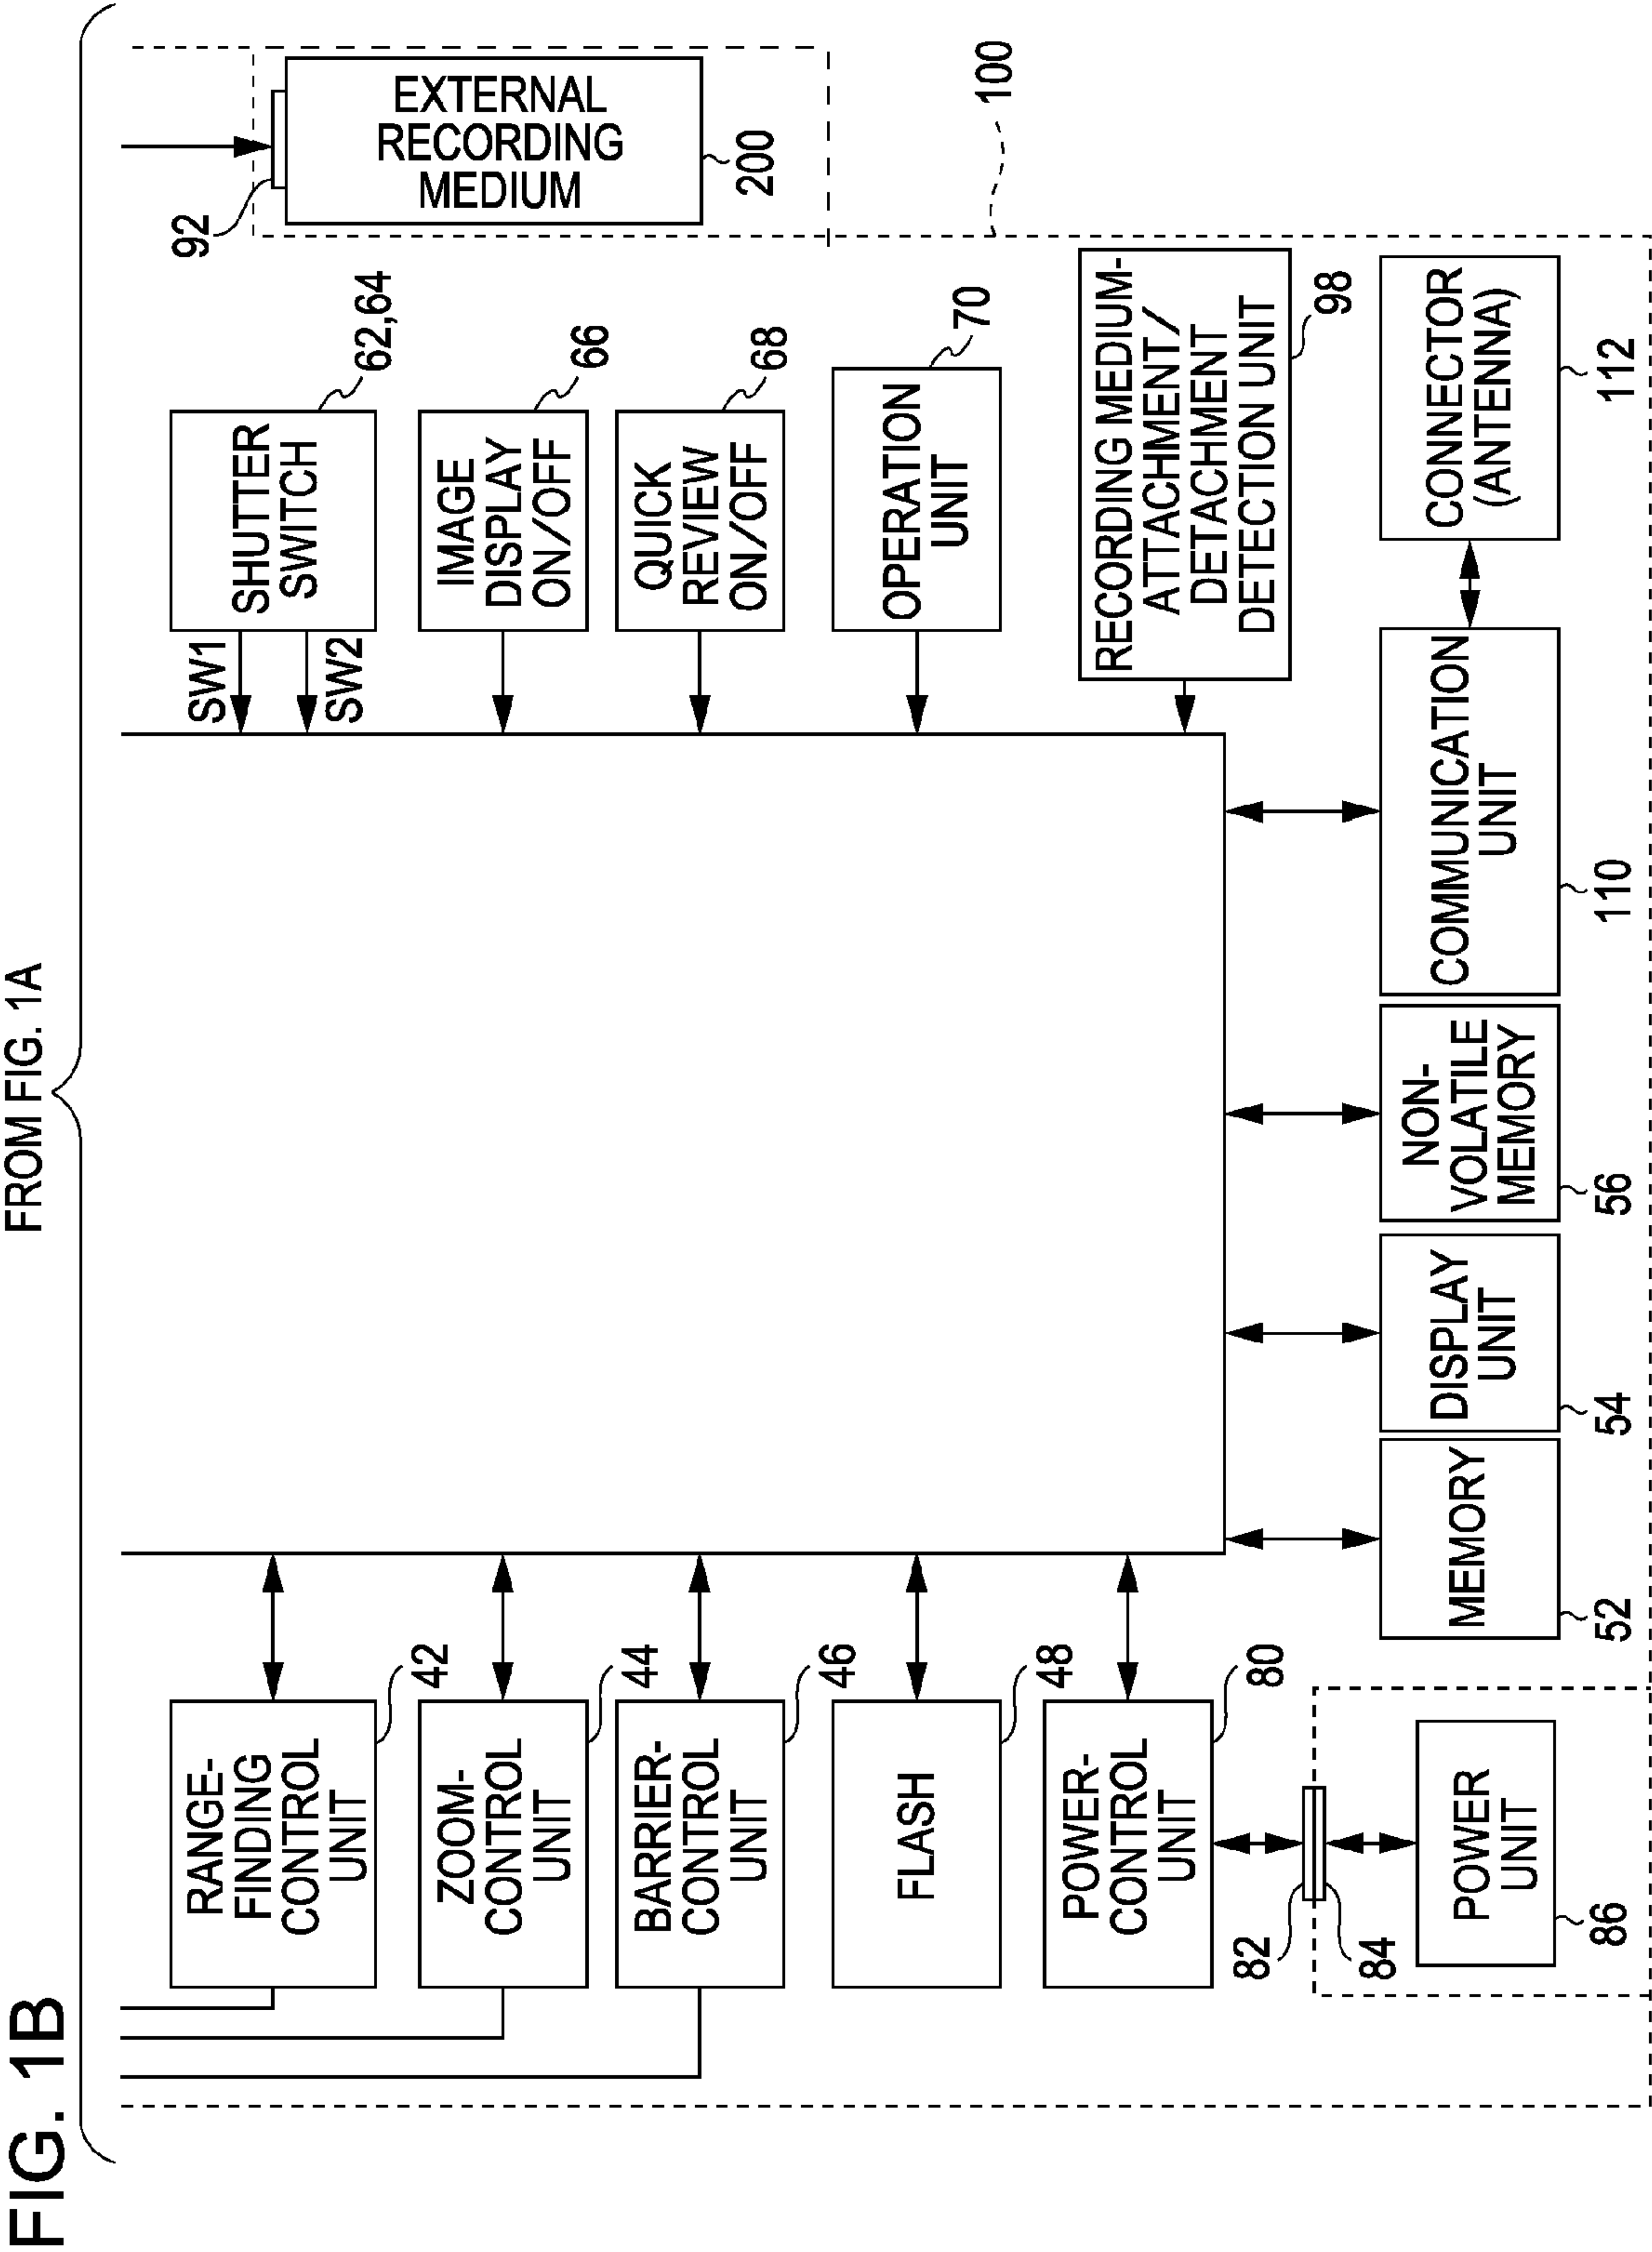 FIG. 1B
FROM FIG. 1A
RANGE-
FINDING
CONTROL
UNIT
42
ZOOM-
CONTROL
UNIT
44
BARRIER-
CONTROL
UNIT
46
FLASH
48
POWER-
CONTROL
UNIT
80
82
84
POWER
UNIT
86
SW1
SW2
SHUTTER
SWITCH
62,64
IMAGE
DISPLAY
ON/OFF
66
QUICK
REVIEW
ON/OFF
68
OPERATION
UNIT
70
RECORDING MEDIUM-
ATTACHMENT/
DETACHMENT
DETECTION UNIT
98
92
EXTERNAL
RECORDING
MEDIUM
200
100
MEMORY
52
DISPLAY
UNIT
54
NON-
VOLATILE
MEMORY
56
COMMUNICATION
UNIT
110
CONNECTOR
(ANTENNA)
112